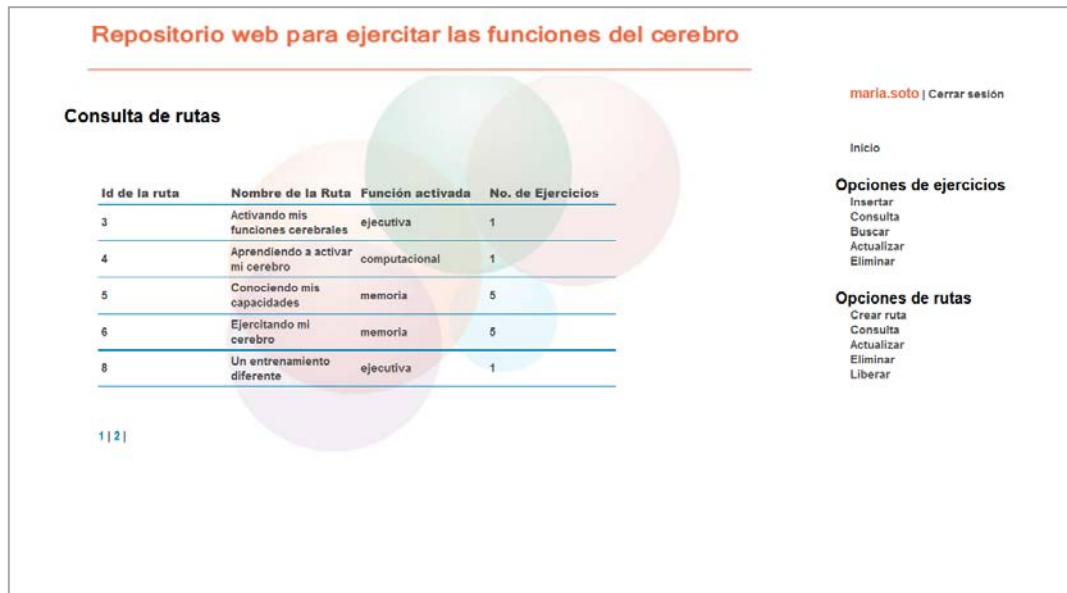 Repositorio web para ejercitar las funciones del cerebro
maria.soto | Cerrar sesión
Consulta de rutas
Inicio
Id de la ruta Nombre de la Ruta Función activada No. de Ejercicios
3 Activando mis funciones cerebrales ejecutiva 1
4 Aprendiendo a activar mi cerebro computacional 1
5 Conociendo mis capacidades memoria 5
6 Ejercitando mi cerebro memoria 5
8 Un entrenamiento diferente ejecutiva 1
1 | 2 |
Opciones de ejercicios
Insertar
Consulta
Buscar
Actualizar
Eliminar
Opciones de rutas
Crear ruta
Consulta
Actualizar
Eliminar
Liberar